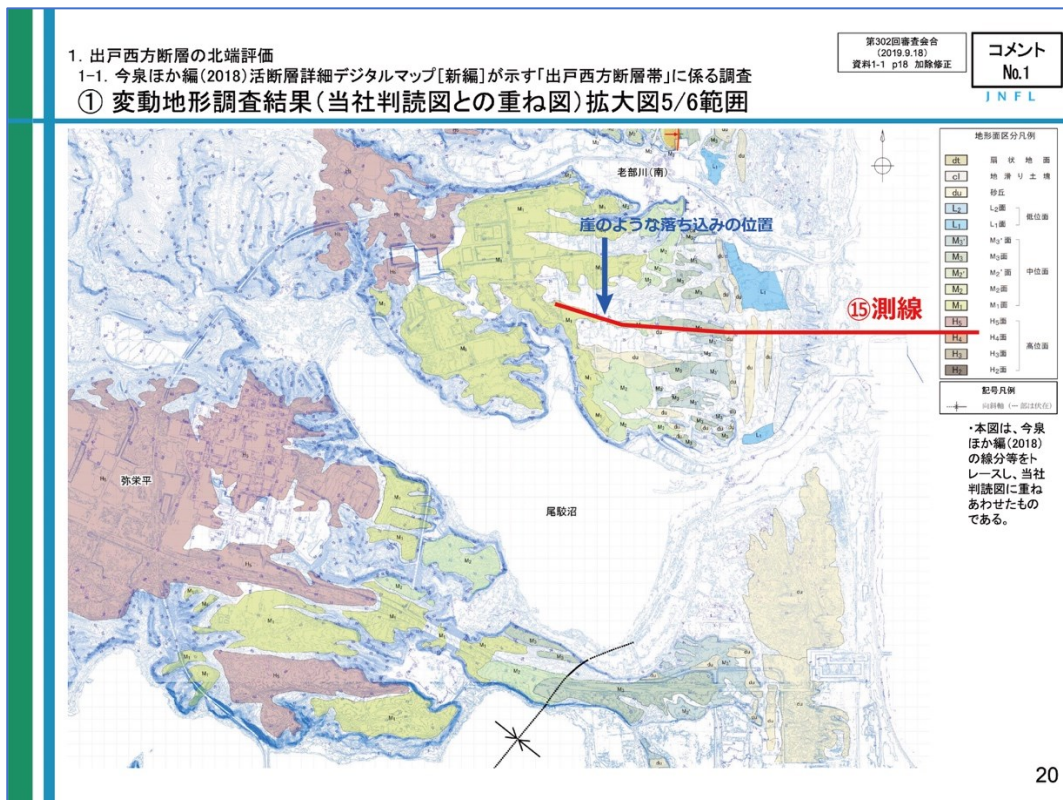 1. 出戸西方断層の北端評価
1-1. 今泉ほか編(2018)活断層詳細デジタルマップ[新編]が示す「出戸西方断層帯」に係る調査
① 変動地形調査結果(当社判読図との重ね図)拡大図5/6範囲
第302回審査会合
(2019.9.18)
資料1-1 p18 加除修正
コメント
No.1
JNFL
老部川(南)
崖のような落ち込みの位置
⑮測線
弥栄平
尾駮沼
地形面区分凡例
dt 扇状地面
cl 地滑り土塊
du 砂丘
L2 L2面
L1 L1面
低位面
M3' M3'面
M3 M3面
M2' M2'面
M2 M2面
M1 M1面
中位面
H5 H5面
H4 H4面
H3 H3面
H2 H2面
高位面
記号凡例
向斜軸
・本図は、今泉
ほか編(2018)
の線分等をト
レースし、当社
判読図に重ね
あわせたもの
である。
20